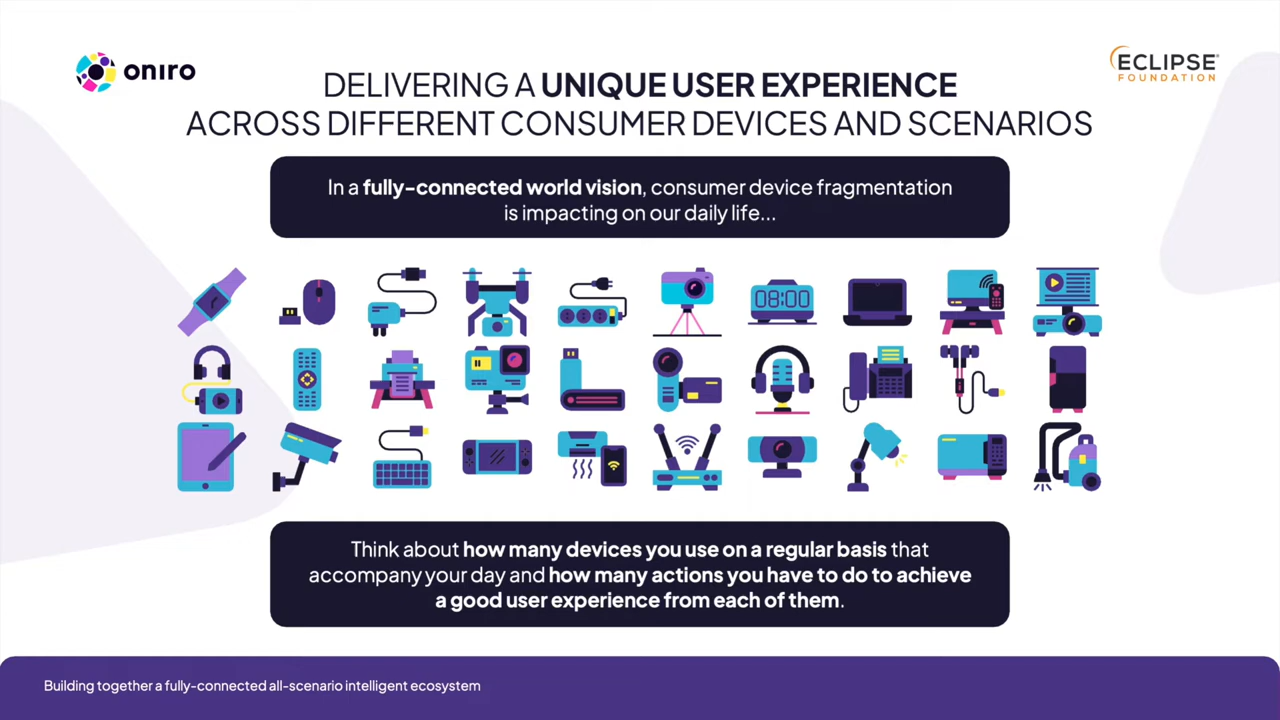 oniro
ECLIPSE®
FOUNDATION
DELIVERING A UNIQUE USER EXPERIENCE
ACROSS DIFFERENT CONSUMER DEVICES AND SCENARIOS
In a fully-connected world vision, consumer device fragmentation
is impacting on our daily life...
08:00
Think about how many devices you use on a regular basis that
accompany your day and how many actions you have to do to achieve
a good user experience from each of them.
Building together a fully-connected all-scenario intelligent ecosystem